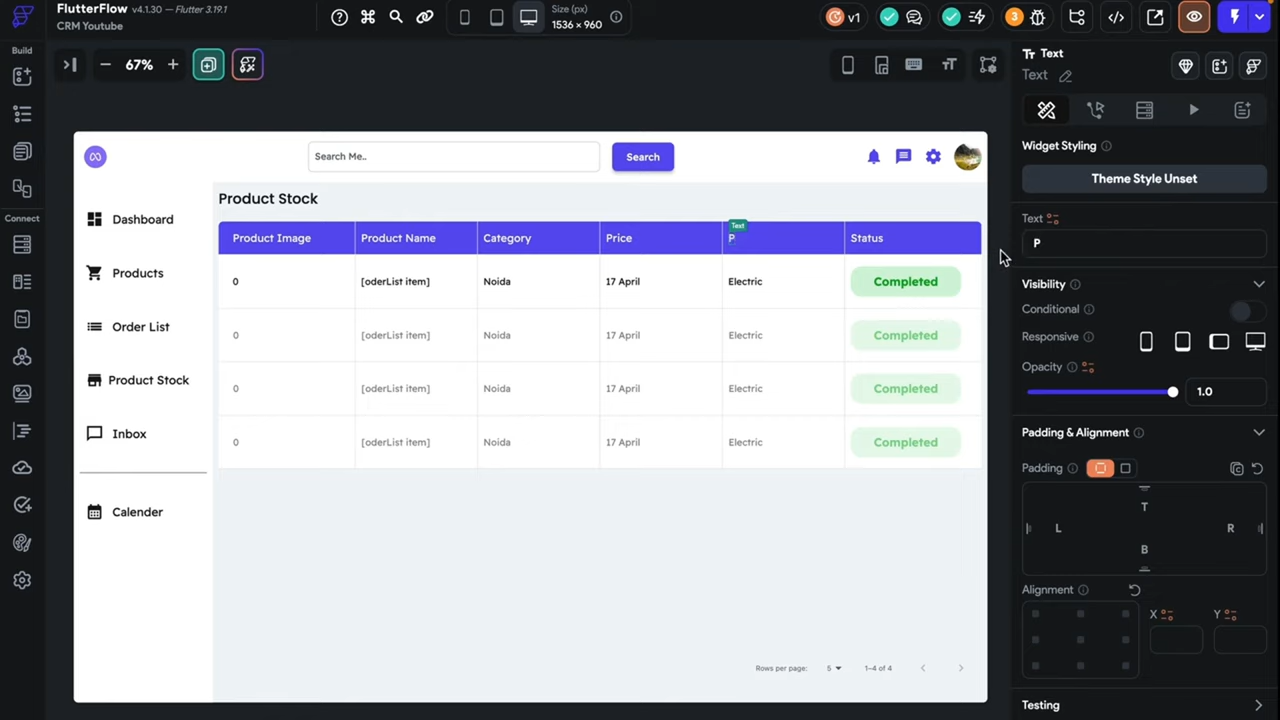 FlutterFlow v4.1.30 - Flutter 3.19.1
CRM Youtube
Size (px)
1536 × 960
v1
3
Build
Connect
67%
Search Me..
Search
Dashboard
Products
Order List
Product Stock
Inbox
Calender
Product Stock
Product Image Product Name Category Price P Status
Text
0 [oderList item] Noida 17 April Electric Completed
0 [oderList item] Noida 17 April Electric Completed
0 [oderList item] Noida 17 April Electric Completed
0 [oderList item] Noida 17 April Electric Completed
Rows per page: 5 1–4 of 4
Text
Text
Widget Styling
Theme Style Unset
Text
P
Visibility
Conditional
Responsive
Opacity
1.0
Padding & Alignment
Padding
T
L R
B
Alignment X Y
Testing